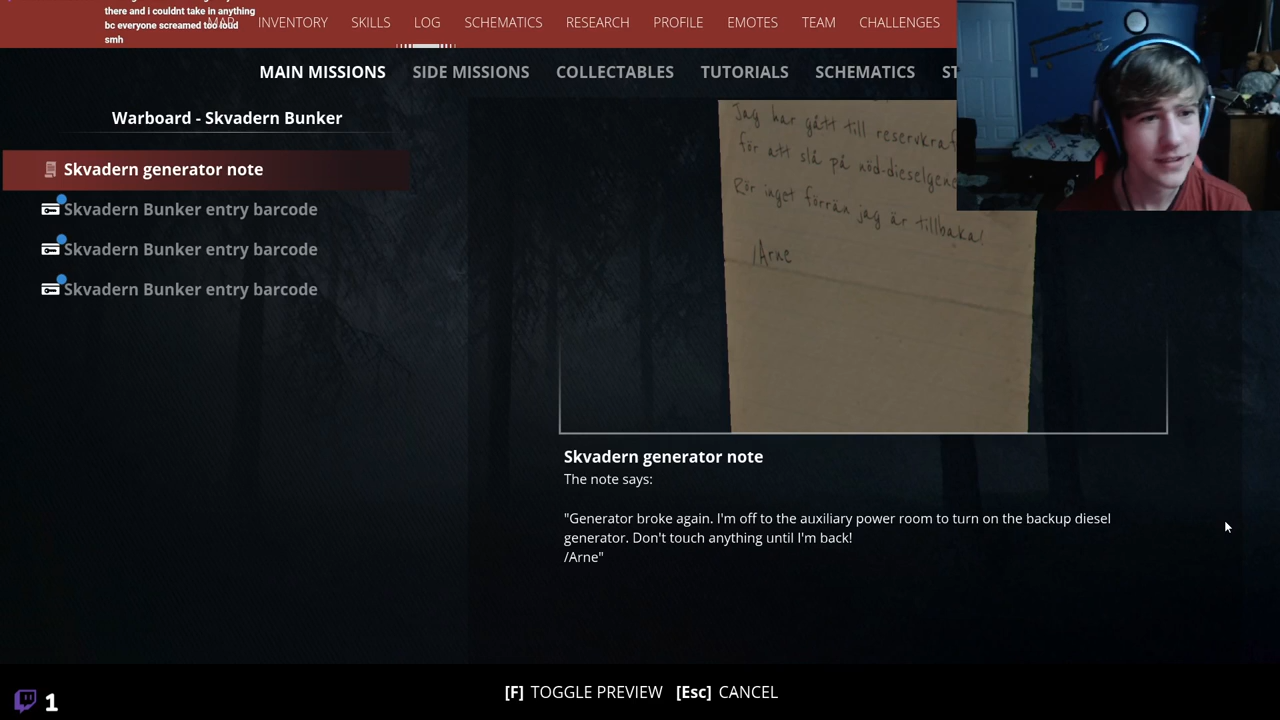 there and i couldnt take in anything
bc everyone screamed too loud
smh
MAP INVENTORY SKILLS LOG SCHEMATICS RESEARCH PROFILE EMOTES TEAM CHALLENGES
MAIN MISSIONS SIDE MISSIONS COLLECTABLES TUTORIALS SCHEMATICS ST
Warboard - Skvadern Bunker
Skvadern generator note
Skvadern Bunker entry barcode
Skvadern Bunker entry barcode
Skvadern Bunker entry barcode
Jag har gått till reservkraf
för att slå på nöd-dieselgene
Rör inget förrän jag är tillbaka!
/Arne
Skvadern generator note
The note says:
"Generator broke again. I'm off to the auxiliary power room to turn on the backup diesel
generator. Don't touch anything until I'm back!
/Arne"
1
[F] TOGGLE PREVIEW [Esc] CANCEL